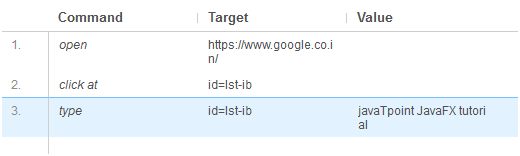 Command Target Value
1. open https://www.google.co.i
n/
2. click at id=lst-ib
3. type id=lst-ib javaTpoint JavaFX tutori
al